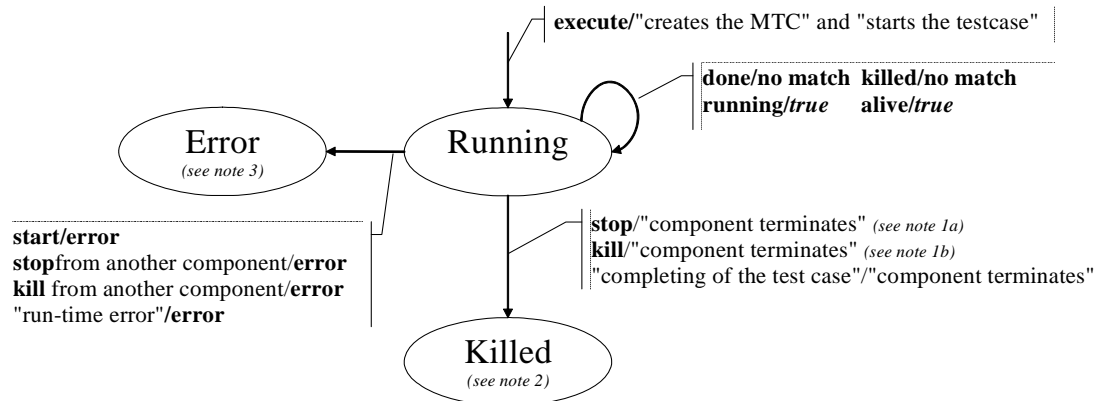 execute/"creates the MTC" and "starts the testcase"
done/no match killed/no match
running/true alive/true
Error
(see note 3)
Running
start/error
stopfrom another component/error
kill from another component/error
"run-time error"/error
stop/"component terminates" (see note 1a)
kill/"component terminates" (see note 1b)
"completing of the test case"/"component terminates"
Killed
(see note 2)